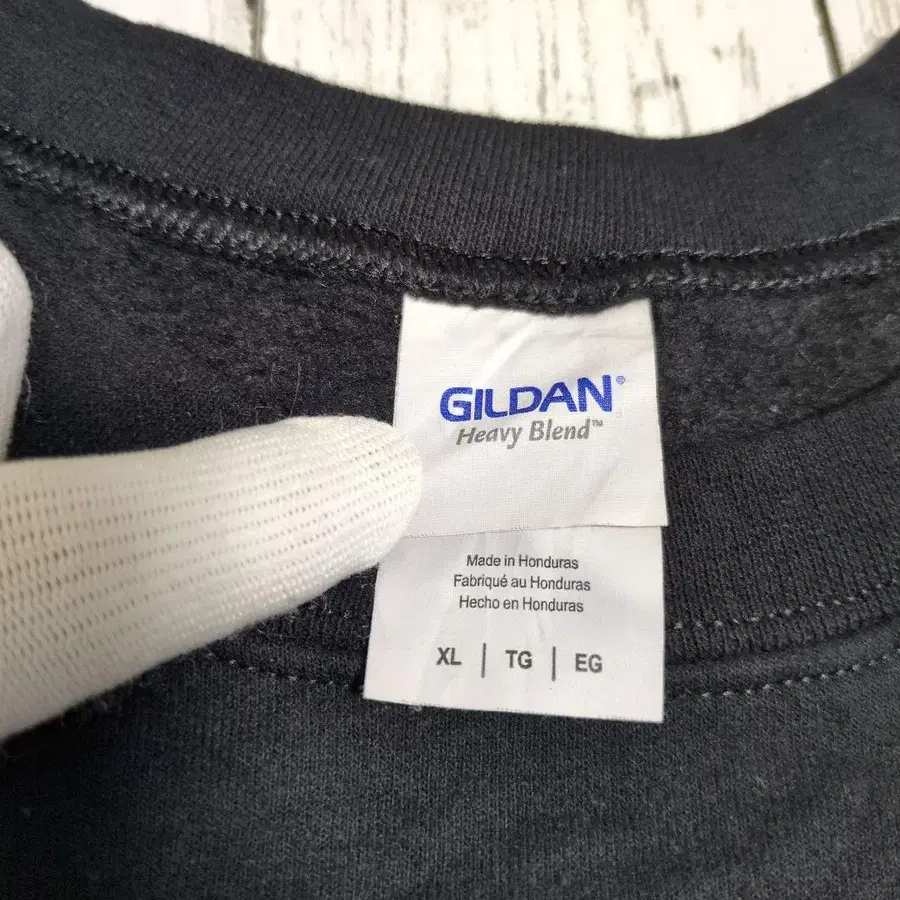 GILDAN®
Heavy Blend™
Made in Honduras
Fabriqué au Honduras
Hecho en Honduras
XL | TG | EG